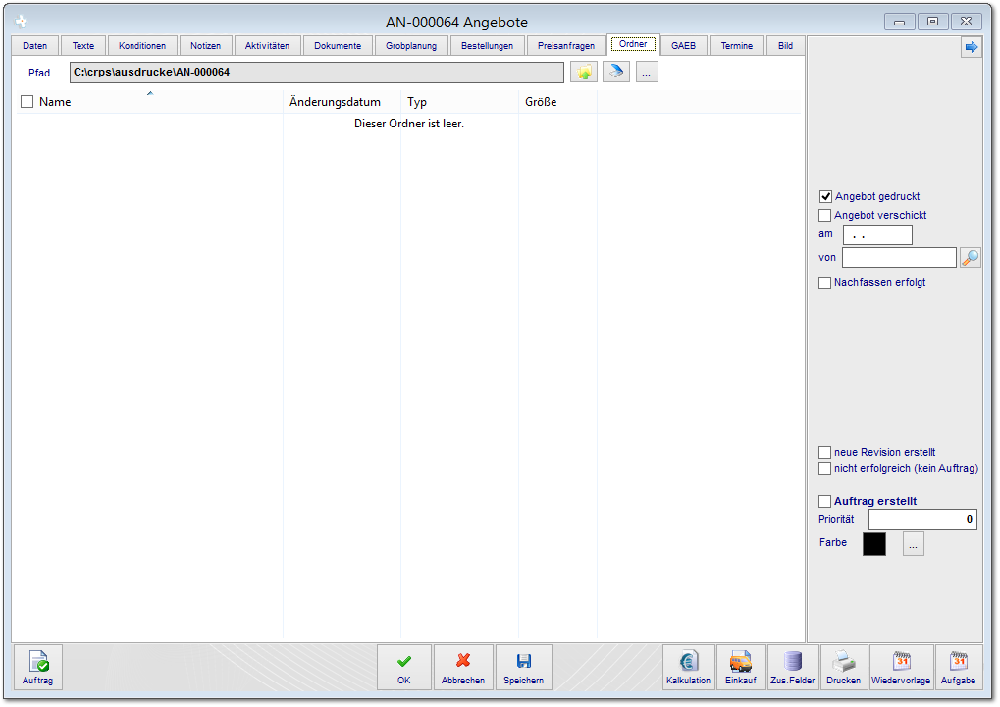 AN-000064 Angebote
Daten Texte Konditionen Notizen Aktivitäten Dokumente Grobplanung Bestellungen Preisanfragen Ordner GAEB Termine Bild
Pfad C:\crps\ausdrucke\AN-000064 ...
Name Änderungsdatum Typ Größe
Dieser Ordner ist leer.
Angebot gedruckt
Angebot verschickt
am . .
von
Nachfassen erfolgt
neue Revision erstellt
nicht erfolgreich (kein Auftrag)
Auftrag erstellt
Priorität 0
Farbe ...
Auftrag OK Abbrechen Speichern Kalkulation Einkauf Zus.Felder Drucken 31 Wiedervorlage 31 Aufgabe